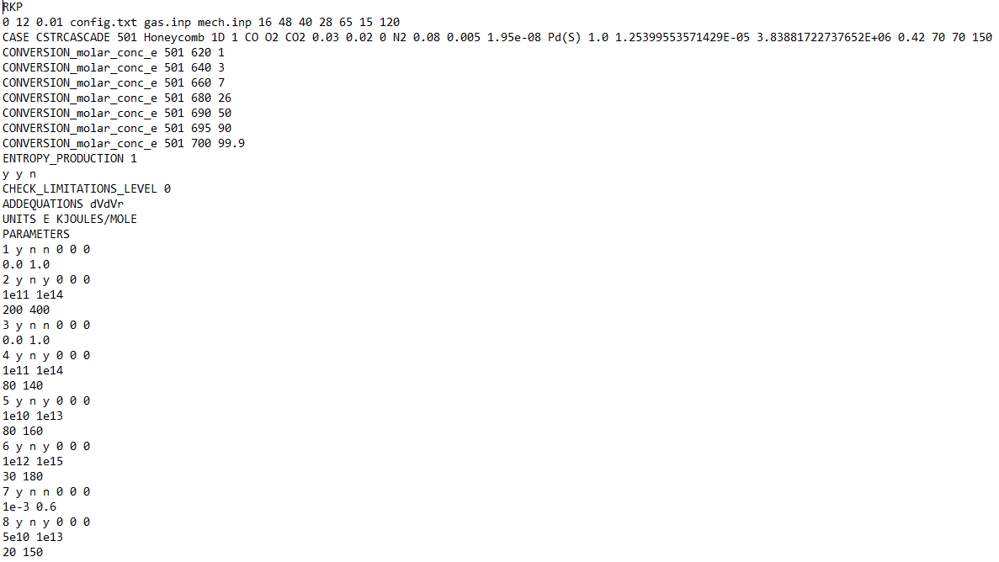 RKP
0 12 0.01 config.txt gas.inp mech.inp 16 48 40 28 65 15 120
CASE CSTRCASCADE 501 Honeycomb 1D 1 CO O2 CO2 0.03 0.02 0 N2 0.08 0.005 1.95e-08 Pd(S) 1.0 1.25399553571429E-05 3.83881722737652E+06 0.42 70 70 150
CONVERSION_molar_conc_e 501 620 1
CONVERSION_molar_conc_e 501 640 3
CONVERSION_molar_conc_e 501 660 7
CONVERSION_molar_conc_e 501 680 26
CONVERSION_molar_conc_e 501 690 50
CONVERSION_molar_conc_e 501 695 90
CONVERSION_molar_conc_e 501 700 99.9
ENTROPY_PRODUCTION 1
y y n
CHECK_LIMITATIONS_LEVEL 0
ADDEQUATIONS dVdVr
UNITS E KJOULES/MOLE
PARAMETERS
1 y n n 0 0 0
0.0 1.0
2 y n y 0 0 0
1e11 1e14
200 400
3 y n n 0 0 0
0.0 1.0
4 y n y 0 0 0
1e11 1e14
80 140
5 y n y 0 0 0
1e10 1e13
80 160
6 y n y 0 0 0
1e12 1e15
30 180
7 y n n 0 0 0
1e-3 0.6
8 y n y 0 0 0
5e10 1e13
20 150